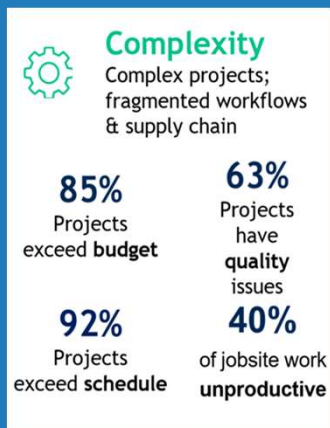 Complexity
Complex projects;
fragmented workflows
& supply chain
85%
Projects
exceed budget
63%
Projects
have
quality
issues
92%
Projects
exceed schedule
40%
of jobsite work
unproductive